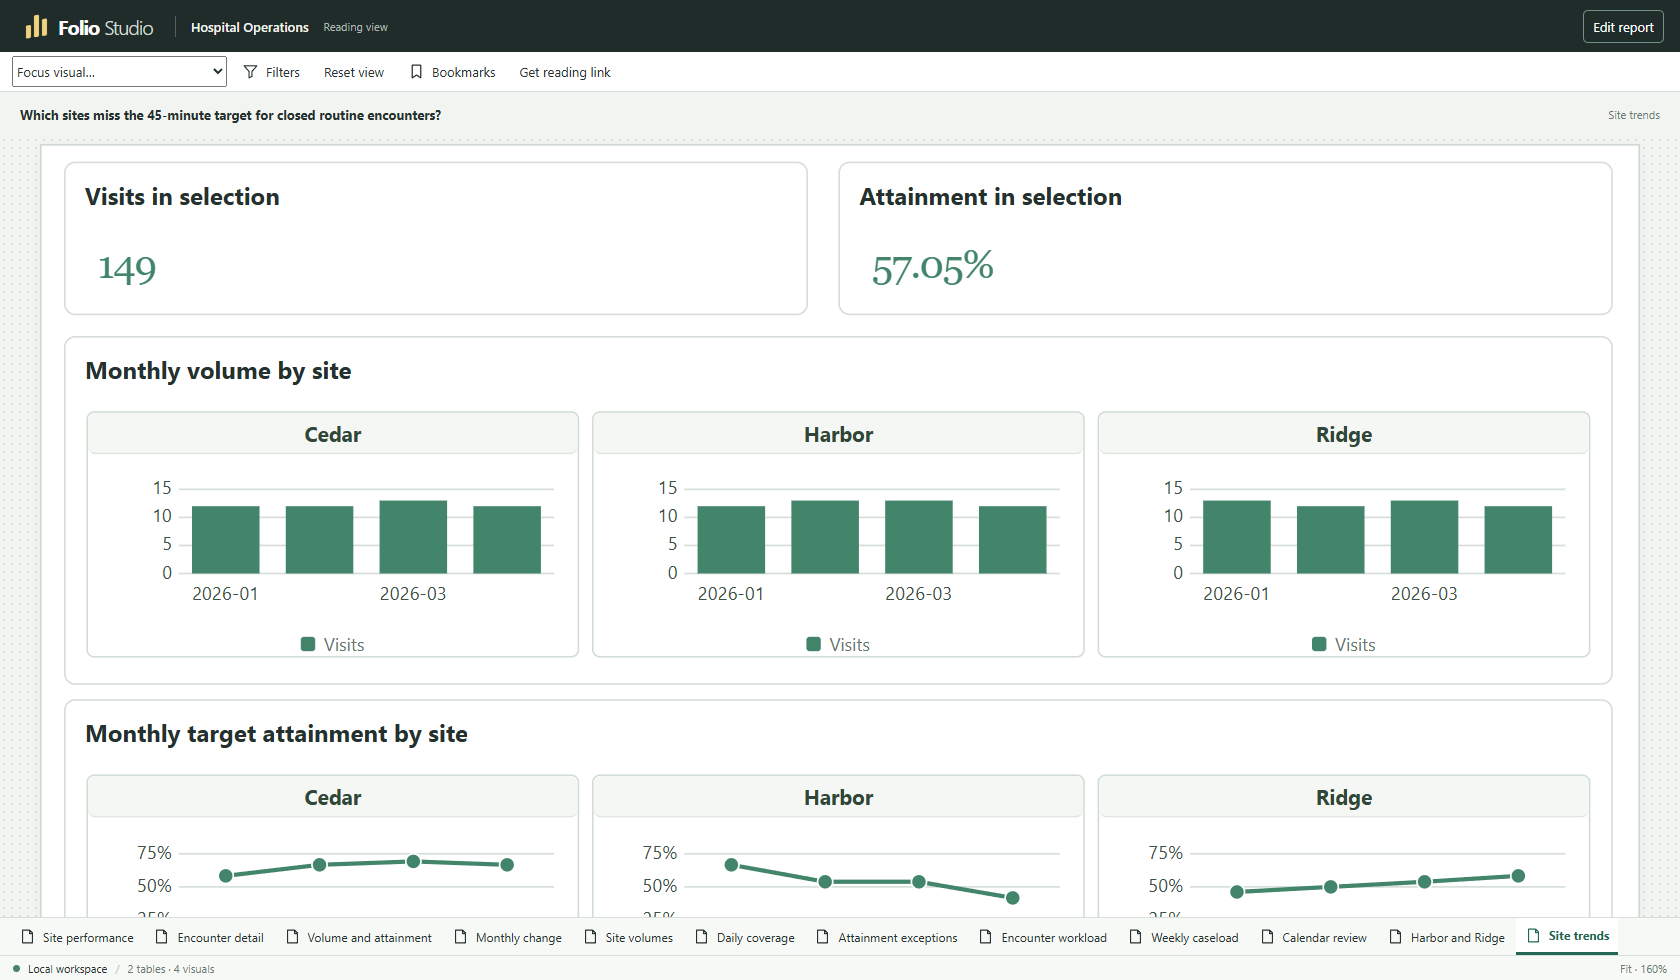 Folio Studio
Hospital Operations
Reading view
Edit report
Focus visual...
Filters
Reset view
Bookmarks
Get reading link
Which sites miss the 45-minute target for closed routine encounters?
Site trends
Visits in selection
149
Attainment in selection
57.05%
Monthly volume by site
Cedar
15
10
5
0
2026-01
2026-03
Visits
Harbor
15
10
5
0
2026-01
2026-03
Visits
Ridge
15
10
5
0
2026-01
2026-03
Visits
Monthly target attainment by site
Cedar
75%
50%
25%
Harbor
75%
50%
25%
Ridge
75%
50%
25%
Site performance
Encounter detail
Volume and attainment
Monthly change
Site volumes
Daily coverage
Attainment exceptions
Encounter workload
Weekly caseload
Calendar review
Harbor and Ridge
Site trends
Local workspace / 2 tables · 4 visuals
Fit · 160%